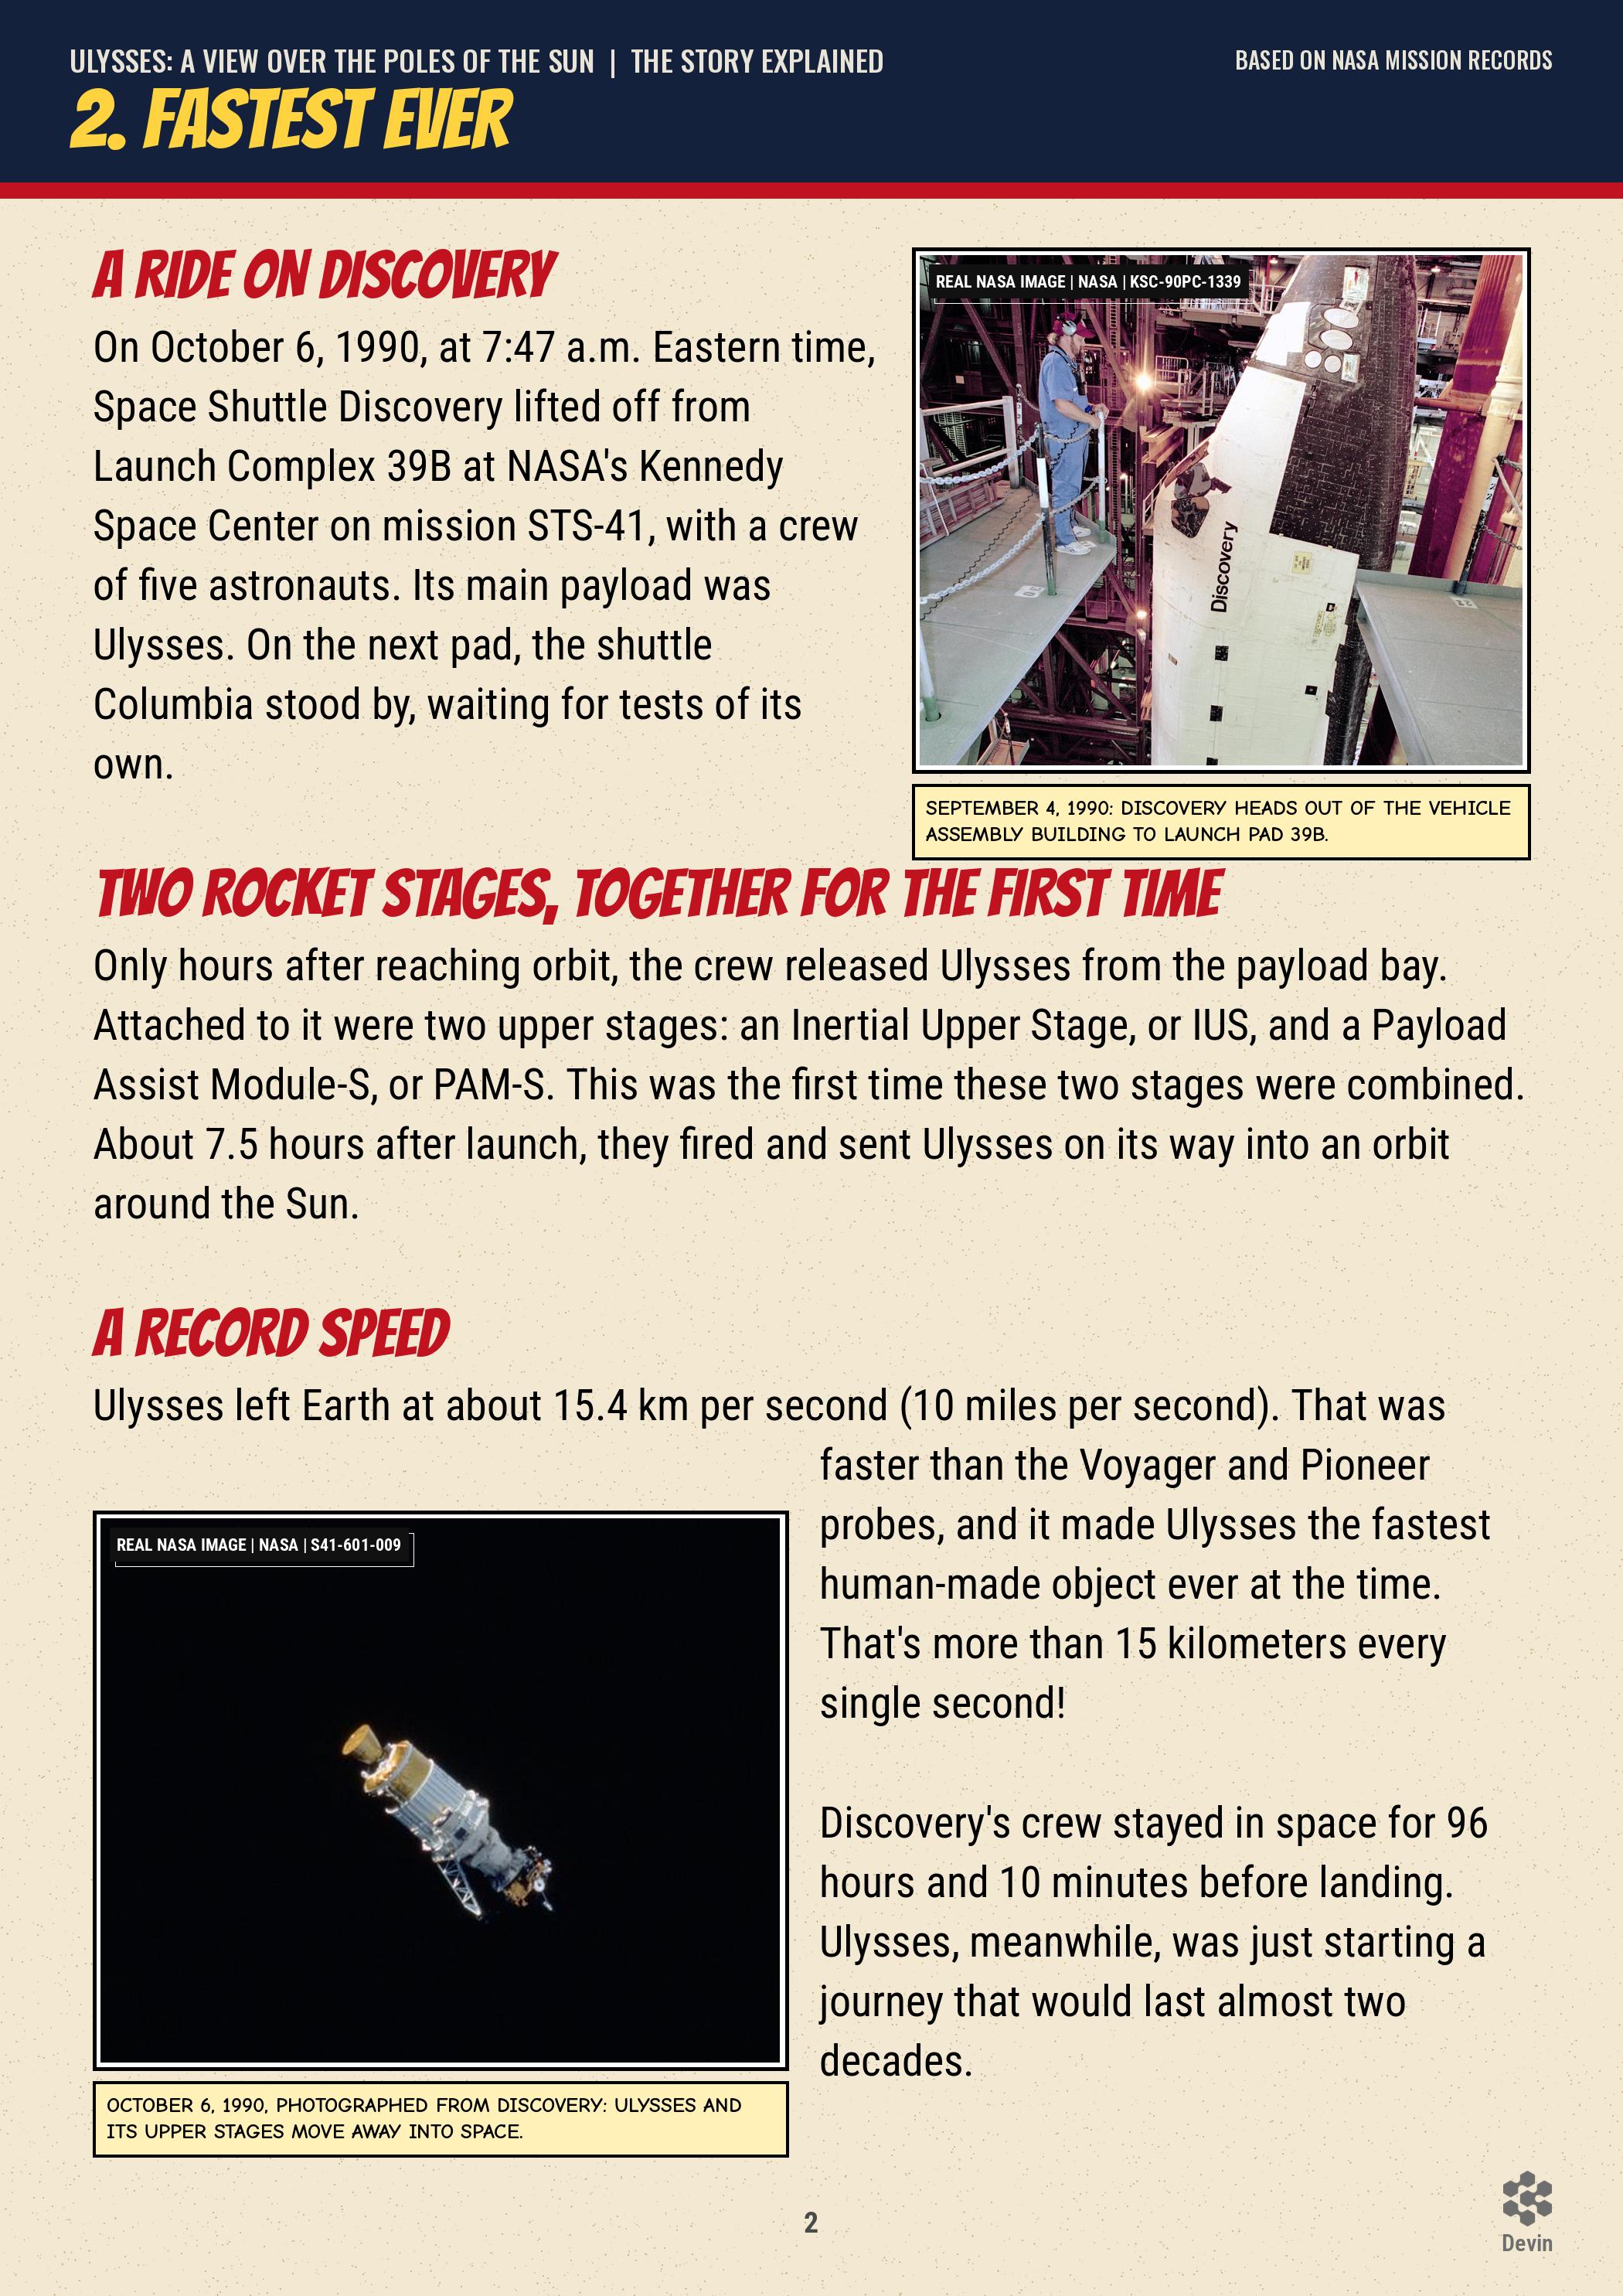 ULYSSES: A VIEW OVER THE POLES OF THE SUN | THE STORY EXPLAINED
BASED ON NASA MISSION RECORDS
2. FASTEST EVER
A RIDE ON DISCOVERY
On October 6, 1990, at 7:47 a.m. Eastern time,
Space Shuttle Discovery lifted off from
Launch Complex 39B at NASA's Kennedy
Space Center on mission STS-41, with a crew
of five astronauts. Its main payload was
Ulysses. On the next pad, the shuttle
Columbia stood by, waiting for tests of its
own.
REAL NASA IMAGE | NASA | KSC-90PC-1339
Discovery
SEPTEMBER 4, 1990: DISCOVERY HEADS OUT OF THE VEHICLE
ASSEMBLY BUILDING TO LAUNCH PAD 39B.
TWO ROCKET STAGES, TOGETHER FOR THE FIRST TIME
Only hours after reaching orbit, the crew released Ulysses from the payload bay.
Attached to it were two upper stages: an Inertial Upper Stage, or IUS, and a Payload
Assist Module-S, or PAM-S. This was the first time these two stages were combined.
About 7.5 hours after launch, they fired and sent Ulysses on its way into an orbit
around the Sun.
A RECORD SPEED
Ulysses left Earth at about 15.4 km per second (10 miles per second). That was
faster than the Voyager and Pioneer
probes, and it made Ulysses the fastest
human-made object ever at the time.
That's more than 15 kilometers every
single second!
Discovery's crew stayed in space for 96
hours and 10 minutes before landing.
Ulysses, meanwhile, was just starting a
journey that would last almost two
decades.
REAL NASA IMAGE | NASA | S41-601-009
OCTOBER 6, 1990, PHOTOGRAPHED FROM DISCOVERY: ULYSSES AND
ITS UPPER STAGES MOVE AWAY INTO SPACE.
2
Devin